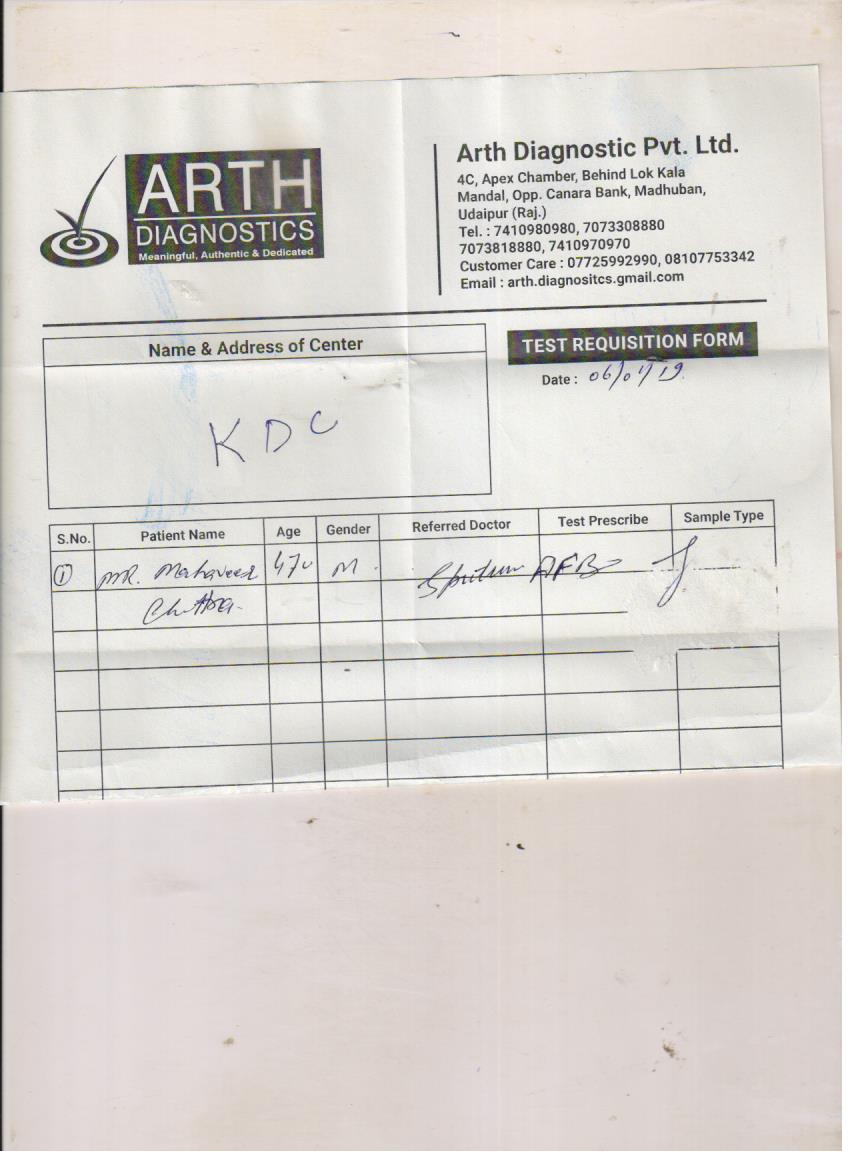 ARTH
DIAGNOSTICS
Meaningful, Authentic & Dedicated
Arth Diagnostic Pvt. Ltd.
4C, Apex Chamber, Behind Lok Kala
Mandal, Opp. Canara Bank, Madhuban,
Udaipur (Raj.)
Tel. : 7410980980, 7073308880
7073818880, 7410970970
Customer Care : 07725992990, 08107753342
Email : arth.diagnositcs.gmail.com
Name & Address of Center
KDC
TEST REQUISITION FORM
Date : 06/01/19
S.No. Patient Name Age Gender Referred Doctor Test Prescribe Sample Type
1 MR. Mahaveer M Sputum AFB